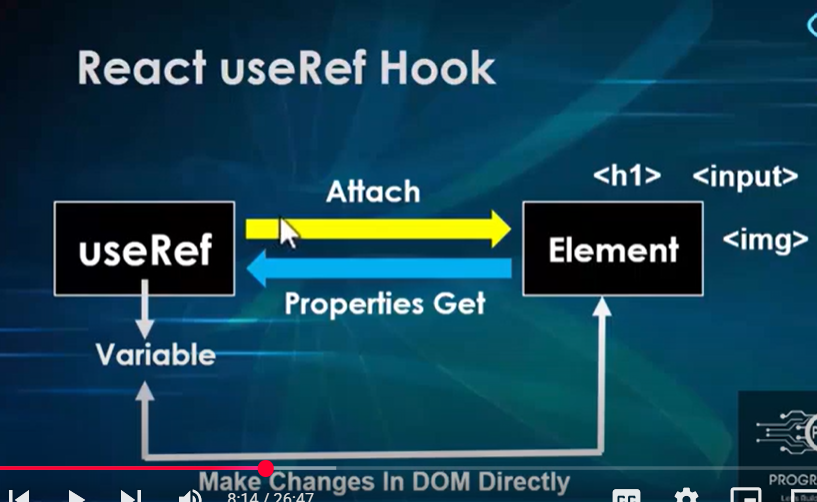 React useRef Hook
<h1> <input>
Attach
useRef
Element
<img>
Properties Get
Variable
PROGR
Make Changes In DOM Directly
8:14 / 26:47
CC